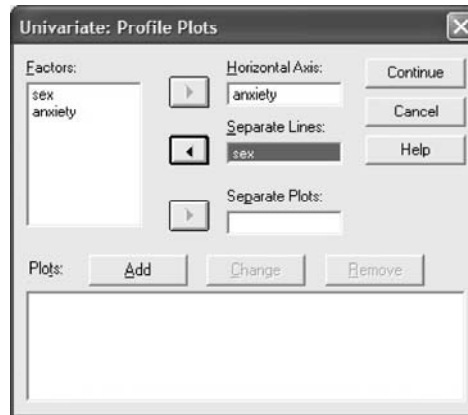 Univariate: Profile Plots
Factors:
sex
anxiety
Horizontal Axis:
anxiety
Separate Lines:
sex
Separate Plots:
Continue
Cancel
Help
Plots:
Add
Change
Remove